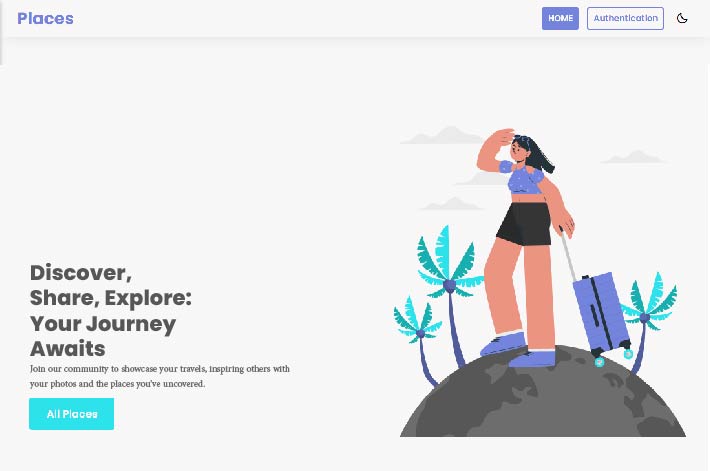 Places
HOME
Authentication
Discover,
Share, Explore:
Your Journey
Awaits
Join our community to showcase your travels, inspiring others with
your photos and the places you've uncovered.
All Places